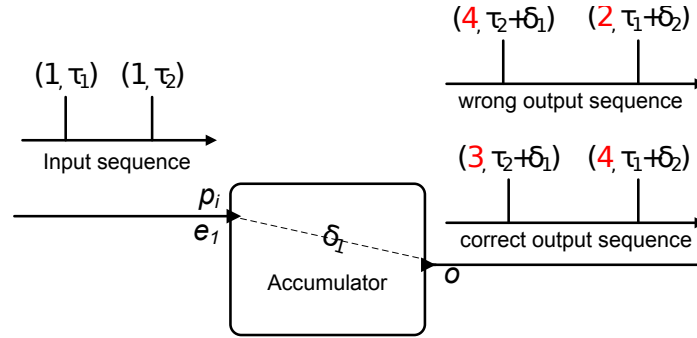 (4, τ₂+δ₁) (2, τ₁+δ₂)
wrong output sequence
(1, τ₁) (1, τ₂)
Input sequence
(3, τ₂+δ₁) (4, τ₁+δ₂)
correct output sequence
pᵢ
e₁
δ₁
Accumulator
o